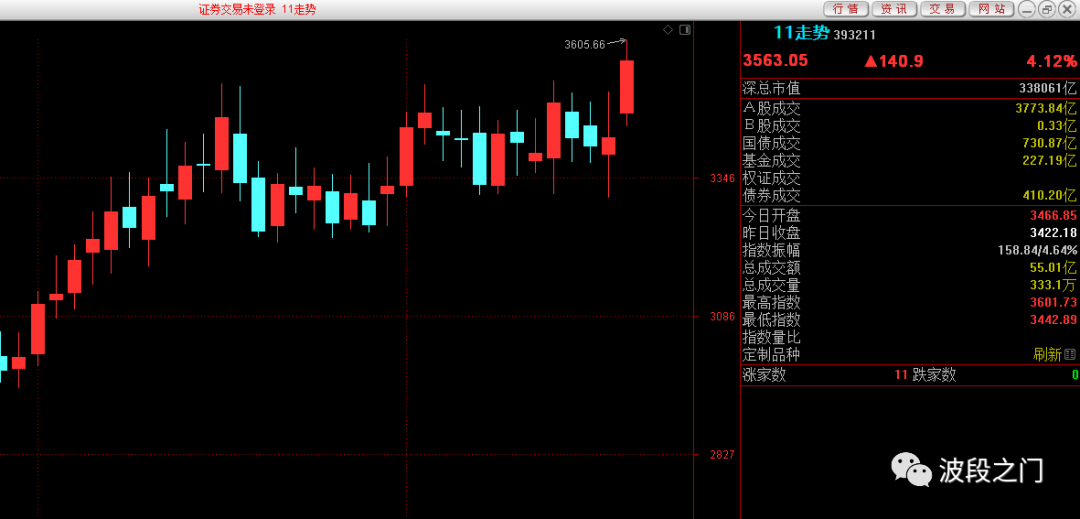 证券交易未登录 11走势
行情 资讯 交易 网站
3605.66
3346
3086
2827
11走势 393211
3563.05 ▲140.9 4.12%
深总市值 338061亿
A股成交 3773.84亿
B股成交 0.33亿
国债成交 730.87亿
基金成交 227.19亿
权证成交
债券成交 410.20亿
今日开盘 3466.85
昨日收盘 3422.18
指数振幅 158.84/4.64%
总成交额 55.01亿
总成交量 333.1万
最高指数 3601.73
最低指数 3442.89
指数量比
定制品种 刷新
涨家数 11 跌家数 0
波段之门